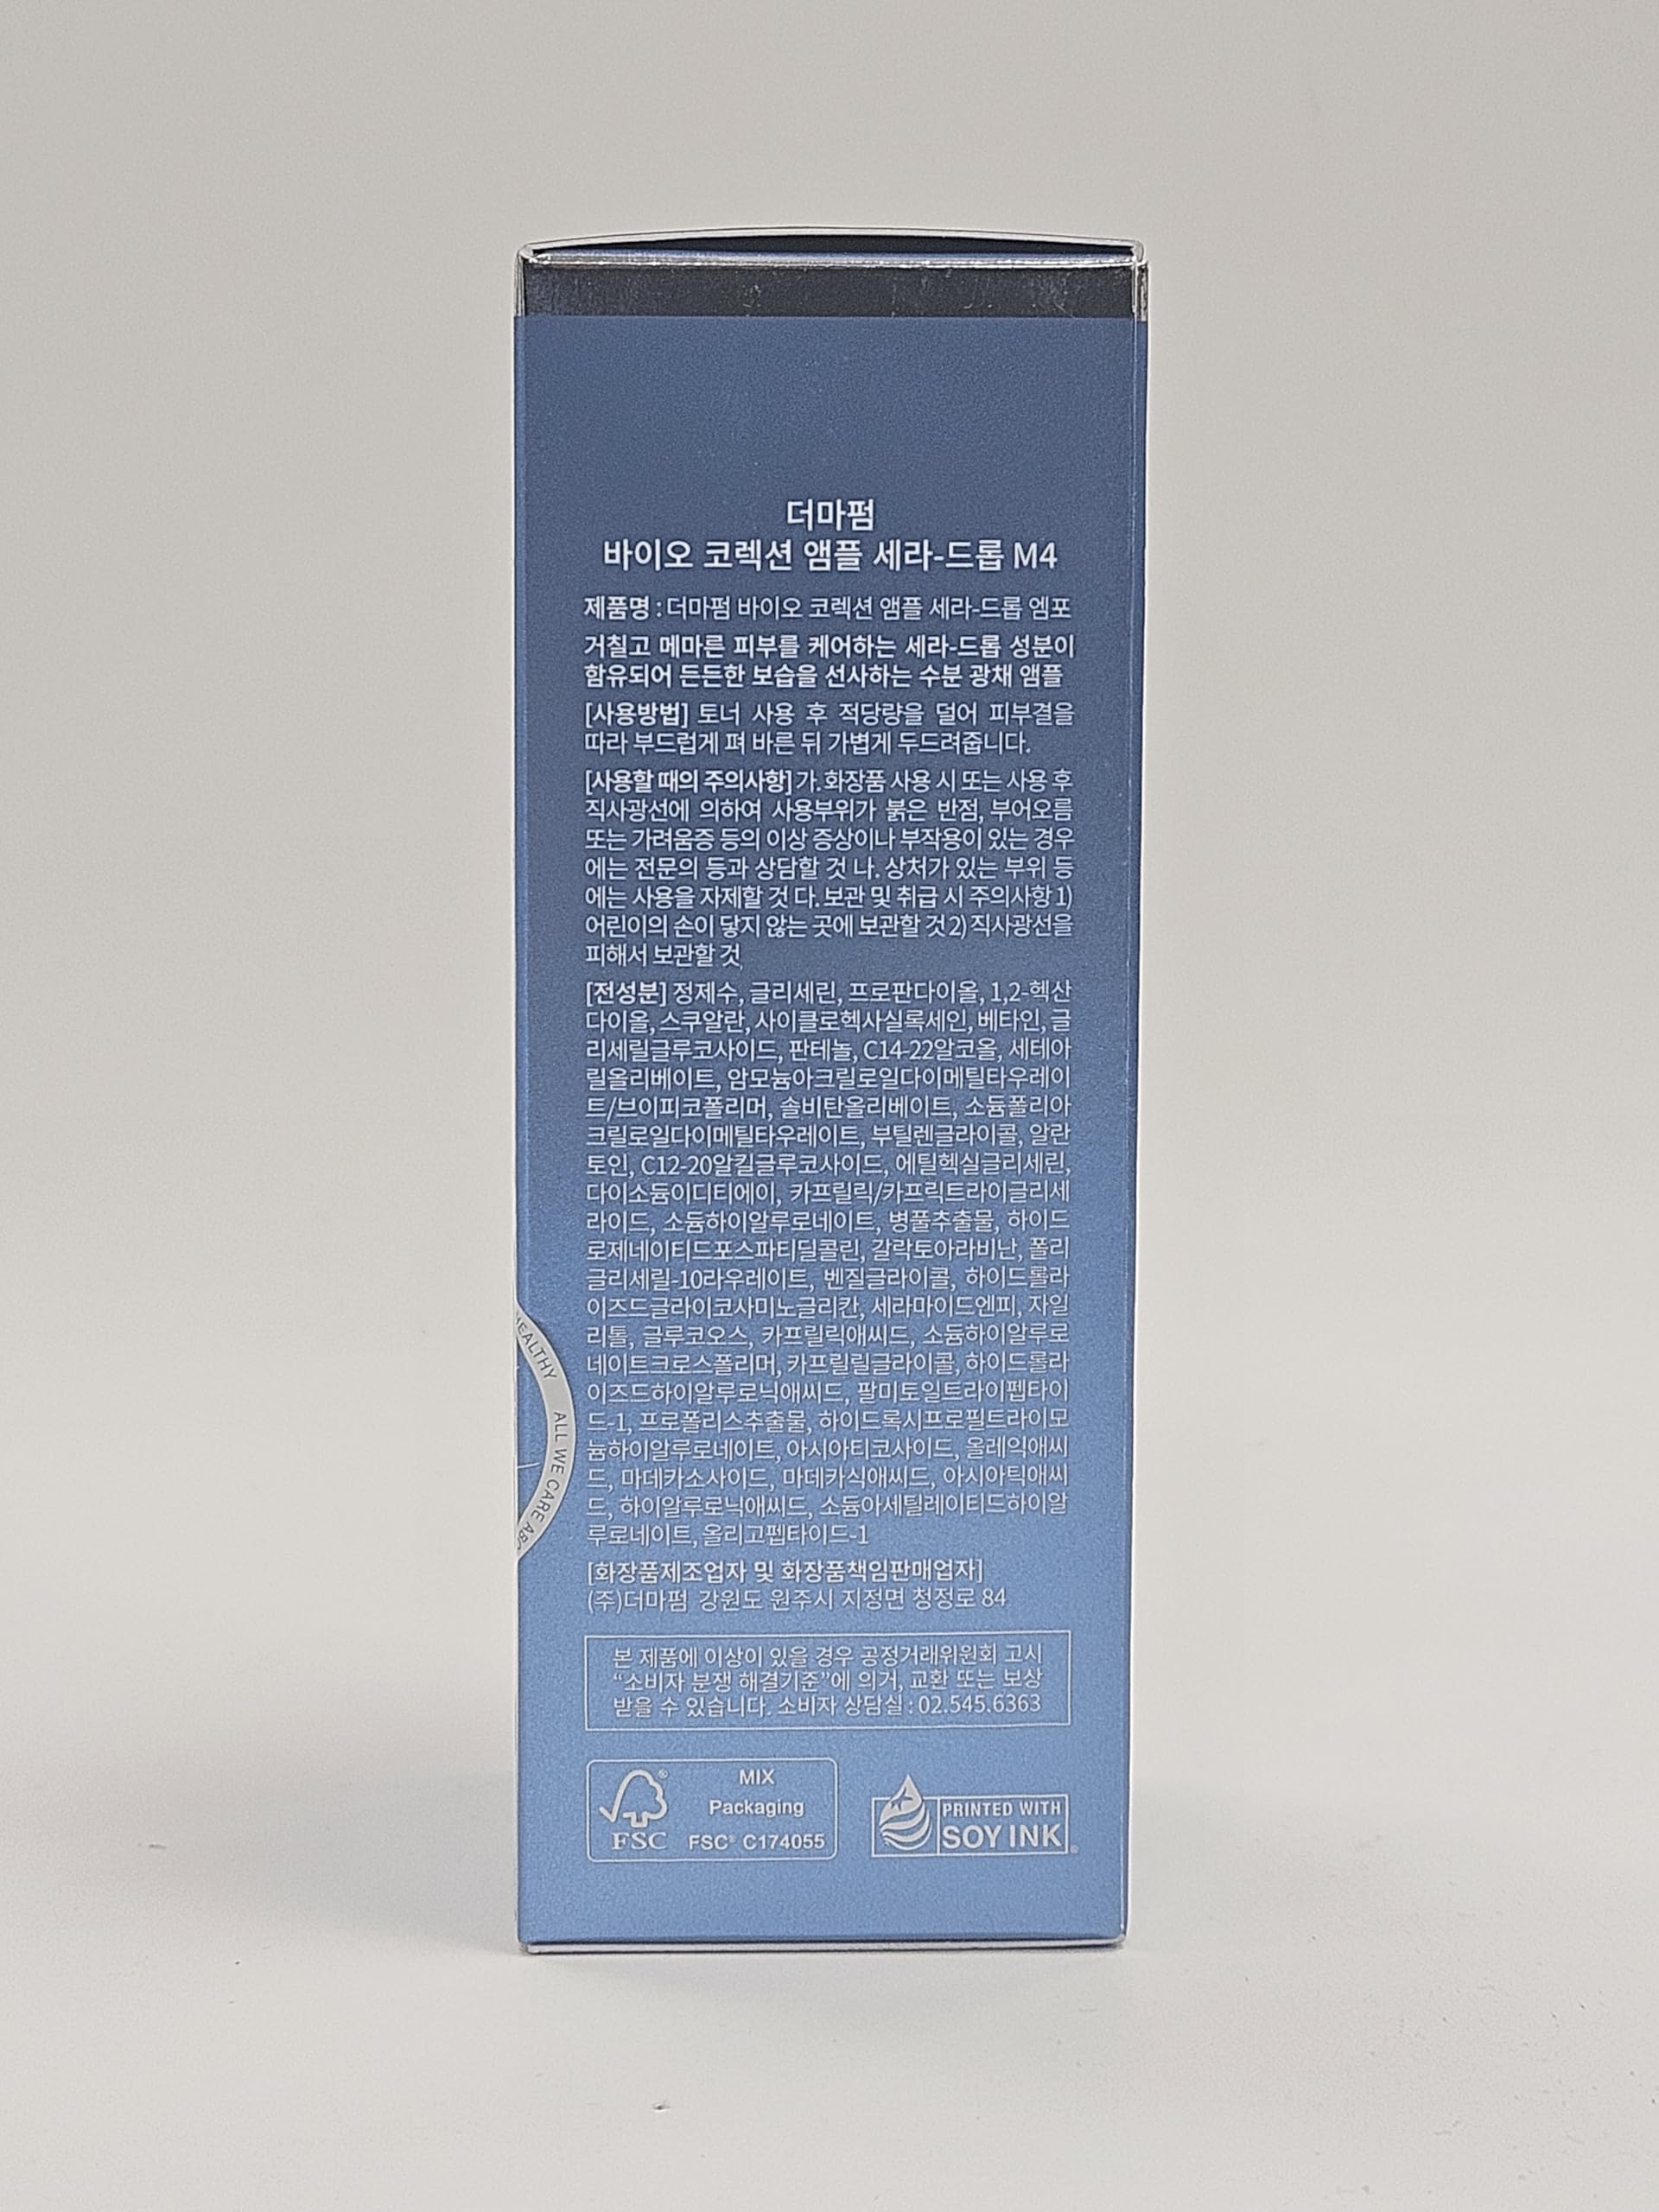 더마펌
바이오 코렉션 앰플 세라-드롭 M4
제품명 : 더마펌 바이오 코렉션 앰플 세라-드롭 엠포
거칠고 메마른 피부를 케어하는 세라-드롭 성분이
함유되어 든든한 보습을 선사하는 수분 광채 앰플
[사용방법] 토너 사용 후 적당량을 덜어 피부결을
따라 부드럽게 펴 바른 뒤 가볍게 두드려줍니다.
[사용할 때의 주의사항] 가. 화장품 사용 시 또는 사용 후
직사광선에 의하여 사용부위가 붉은 반점, 부어오름
또는 가려움증 등의 이상 증상이나 부작용이 있는 경우
에는 전문의 등과 상담할 것 나. 상처가 있는 부위 등
에는 사용을 자제할 것 다. 보관 및 취급 시 주의사항 1)
어린이의 손이 닿지 않는 곳에 보관할 것 2) 직사광선을
피해서 보관할 것
[전성분] 정제수, 글리세린, 프로판다이올, 1,2-헥산
다이올, 스쿠알란, 사이클로헥사실록세인, 베타인, 글
리세릴글루코사이드, 판테놀, C14-22알코올, 세테아
릴올리베이트, 암모늄아크릴로일다이메틸타우레이
트/브이피코폴리머, 솔비탄올리베이트, 소듐폴리아
크릴로일다이메틸타우레이트, 부틸렌글라이콜, 알란
토인, C12-20알킬글루코사이드, 에틸헥실글리세린,
다이소듐이디티에이, 카프릴릭/카프릭트라이글리세
라이드, 소듐하이알루로네이트, 병풀추출물, 하이드
로제네이티드포스파티딜콜린, 갈락토아라비난, 폴리
글리세릴-10라우레이트, 벤질글라이콜, 하이드롤라
이즈드글라이코사미노글리칸, 세라마이드엔피, 자일
리톨, 글루코오스, 카프릴릭애씨드, 소듐하이알루로
네이트크로스폴리머, 카프릴릴글라이콜, 하이드롤라
이즈드하이알루로닉애씨드, 팔미토일트라이펩타이
드-1, 프로폴리스추출물, 하이드록시프로필트라이모
늄하이알루로네이트, 아시아티코사이드, 올레익애씨
드, 마데카소사이드, 마데카식애씨드, 아시아틱애씨
드, 하이알루로닉애씨드, 소듐아세틸레이티드하이알
루로네이트, 올리고펩타이드-1
[화장품제조업자 및 화장품책임판매업자]
(주)더마펌 강원도 원주시 지정면 청정로 84
본 제품에 이상이 있을 경우 공정거래위원회 고시
“소비자 분쟁 해결기준”에 의거, 교환 또는 보상
받을 수 있습니다. 소비자 상담실 : 02.545.6363
FSC®
MIX
Packaging
FSC® C174055
PRINTED WITH
SOY INK
HEALTHY ALL WE CARE